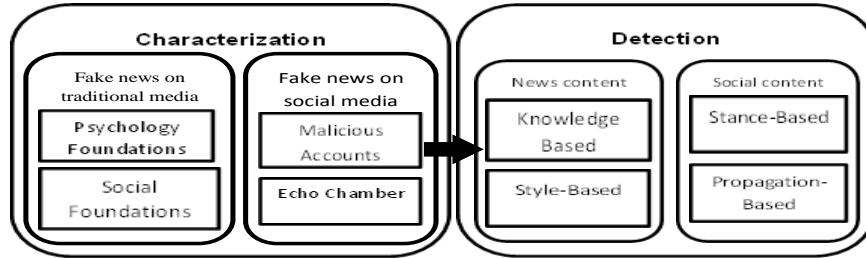 Characterization
Fake news on
traditional media
Psychology
Foundations
Social
Foundations
Fake news on
social media
Malicious
Accounts
Echo Chamber
Detection
News content
Knowledge
Based
Style-Based
Social content
Stance-Based
Propagation-
Based